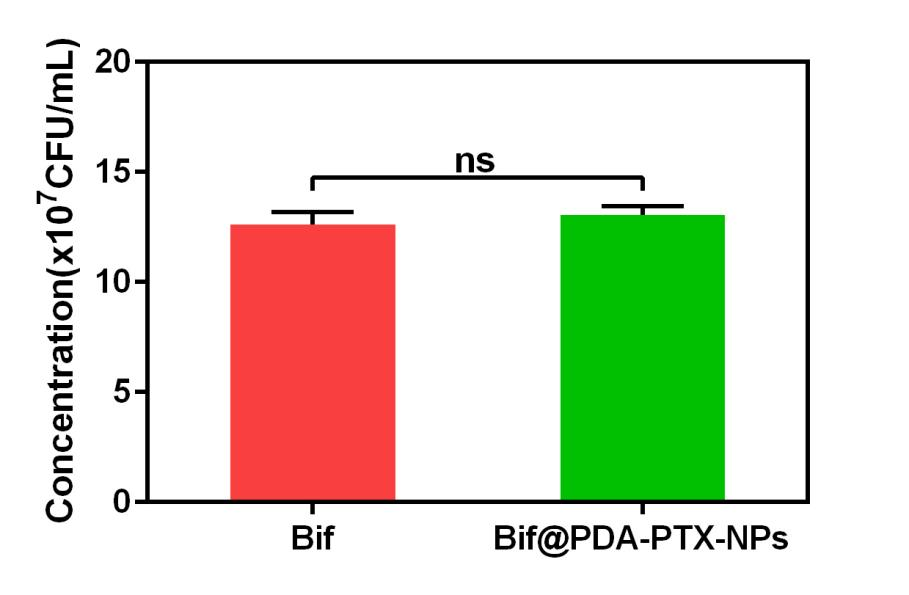 Concentration(x10⁷CFU/mL)
20
15
10
5
0
ns
Bif
Bif@PDA-PTX-NPs